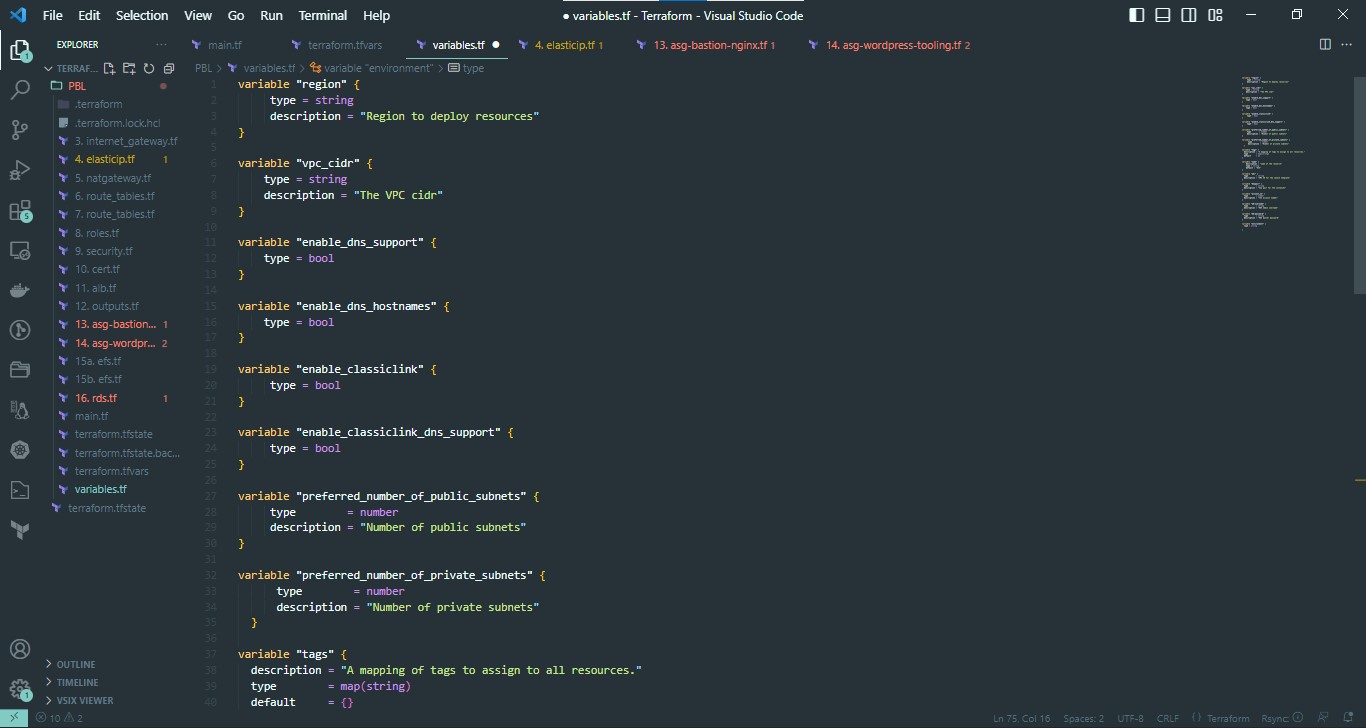 File Edit Selection View Go Run Terminal Help
● variables.tf - Terraform - Visual Studio Code
EXPLORER ···
main.tf terraform.tfvars variables.tf ● 4. elasticip.tf 1 13. asg-bastion-nginx.tf 1 14. asg-wordpress-tooling.tf 2
TERRAF...
PBL > variables.tf > variable "environment" > type
PBL
.terraform
.terraform.lock.hcl
3. internet_gateway.tf
4. elasticip.tf 1
5. natgateway.tf
6. route_tables.tf
7. route_tables.tf
8. roles.tf
9. security.tf
10. cert.tf
11. alb.tf
12. outputs.tf
13. asg-bastion... 1
14. asg-wordpr... 2
15a. efs.tf
15b. efs.tf
16. rds.tf 1
main.tf
terraform.tfstate
terraform.tfstate.bac...
terraform.tfvars
variables.tf
terraform.tfstate
OUTLINE
TIMELINE
VSIX VIEWER
1 variable "region" {
2 type = string
3 description = "Region to deploy resources"
4 }
5
6 variable "vpc_cidr" {
7 type = string
8 description = "The VPC cidr"
9 }
10
11 variable "enable_dns_support" {
12 type = bool
13 }
14
15 variable "enable_dns_hostnames" {
16 type = bool
17 }
18
19 variable "enable_classiclink" {
20 type = bool
21 }
22
23 variable "enable_classiclink_dns_support" {
24 type = bool
25 }
26
27 variable "preferred_number_of_public_subnets" {
28 type = number
29 description = "Number of public subnets"
30 }
31
32 variable "preferred_number_of_private_subnets" {
33 type = number
34 description = "Number of private subnets"
35 }
36
37 variable "tags" {
38 description = "A mapping of tags to assign to all resources."
39 type = map(string)
40 default = {}
1
5
1
10 2
Ln 75, Col 16 Spaces: 2 UTF-8 CRLF {} Terraform Rsync: